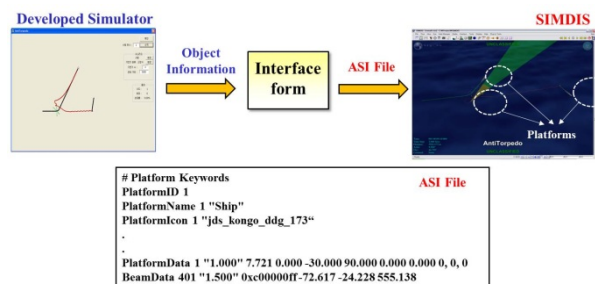 Developed Simulator
SIMDIS
Object
Information
Interface
form
ASI File
Platforms
AntiTorpedo
# Platform Keywords
ASI File
PlatformID 1
PlatformName 1 "Ship"
PlatformIcon 1 "jds_kongo_ddg_173“
.
.
PlatformData 1 "1.000" 7.721 0.000 -30.000 90.000 0.000 0.000 0, 0, 0
BeamData 401 "1.500" 0xc00000ff -72.617 -24.228 555.138